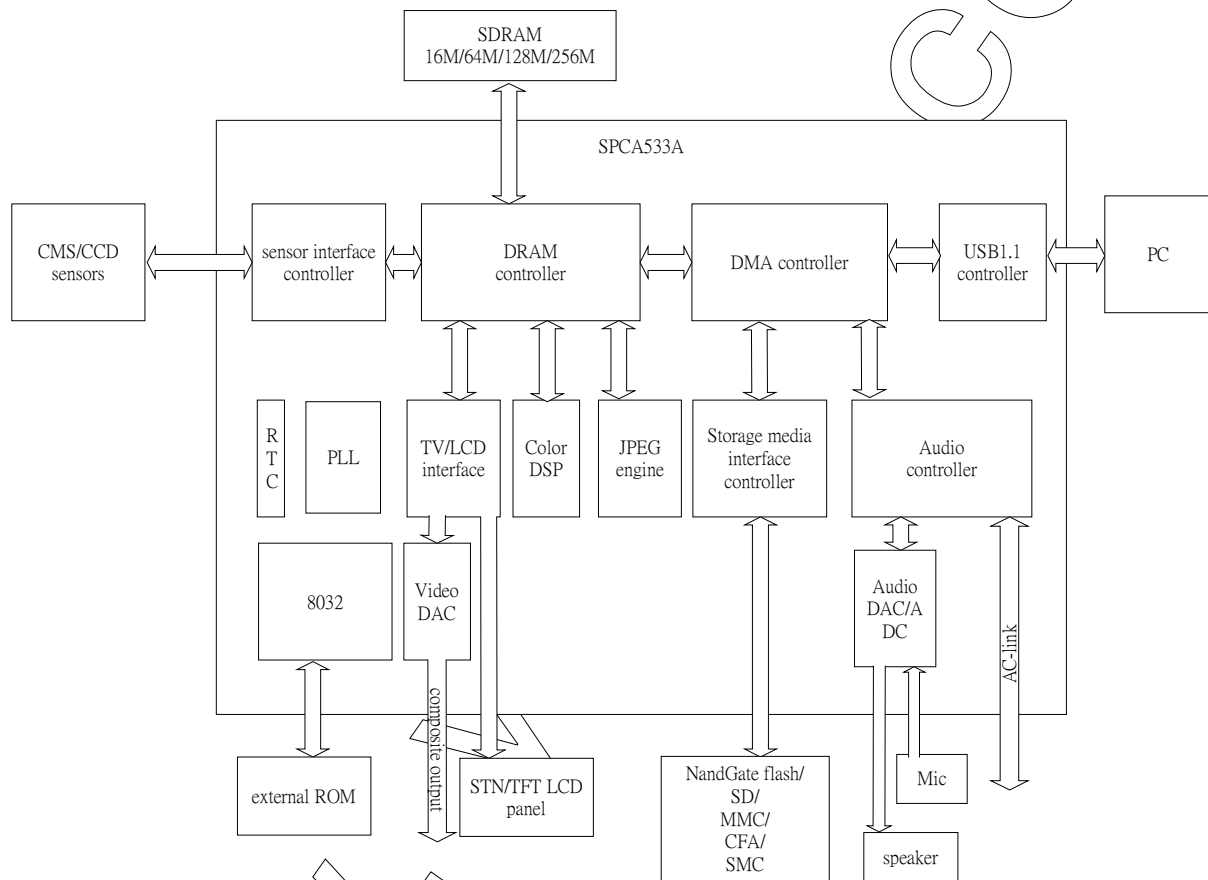 SDRAM
16M/64M/128M/256M
SPCA533A
CMS/CCD
sensors
sensor interface
controller
DRAM
controller
DMA controller
USB1.1
controller
PC
R
T
C
PLL
TV/LCD
interface
Color
DSP
JPEG
engine
Storage media
interface
controller
Audio
controller
8032
Video
DAC
Audio
DAC/A
DC
AC-link
composite output
external ROM
STN/TFT LCD
panel
NandGate flash/
SD/
MMC/
CFA/
SMC
Mic
speaker